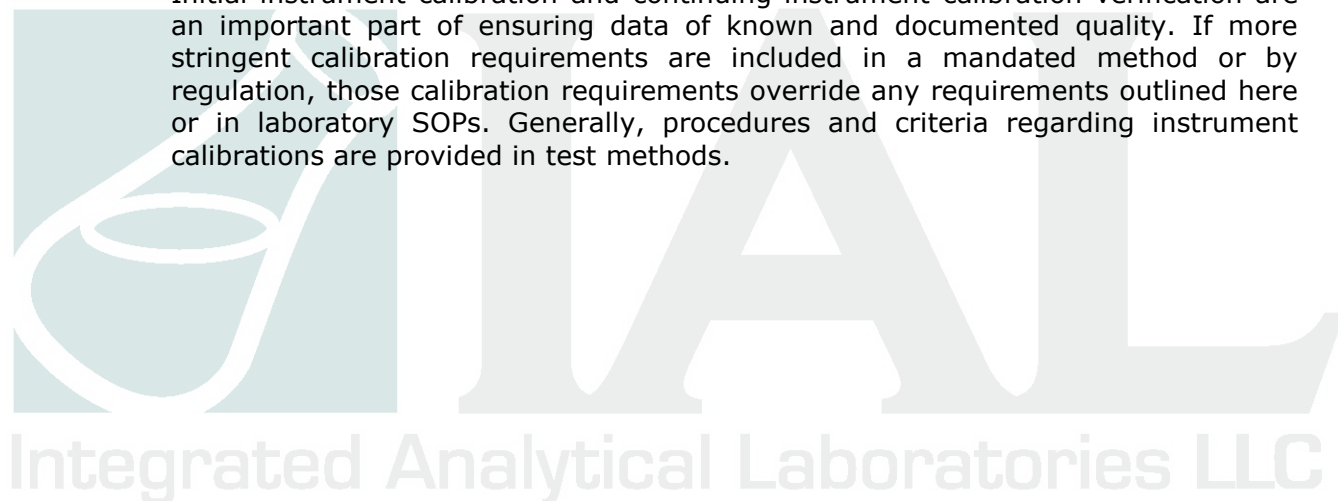 Initial instrument calibration and continuing instrument calibration verification are
an important part of ensuring data of known and documented quality. If more
stringent calibration requirements are included in a mandated method or by
regulation, those calibration requirements override any requirements outlined here
or in laboratory SOPs. Generally, procedures and criteria regarding instrument
calibrations are provided in test methods.
IAL
Integrated Analytical Laboratories LLC